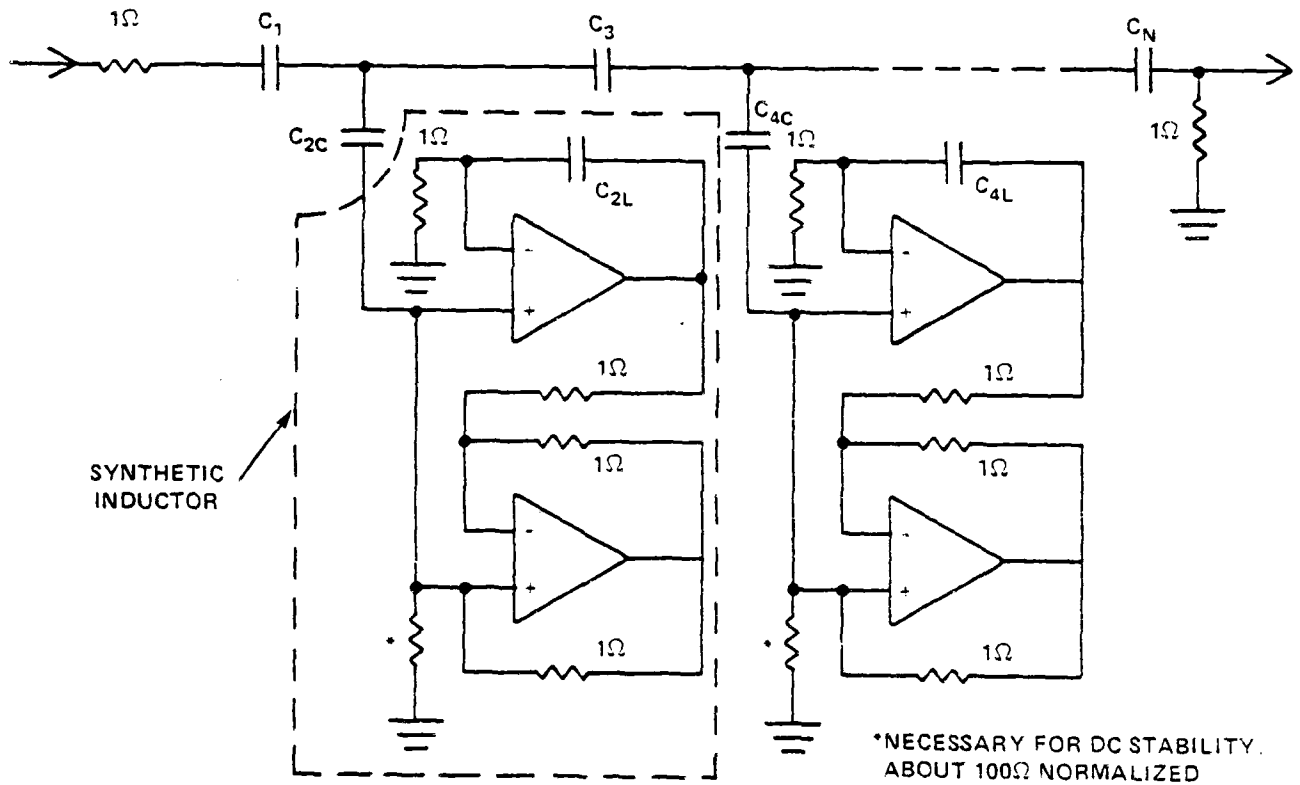 1Ω
C1
C3
CN
C2C
1Ω
C2L
C4C
1Ω
C4L
1Ω
-
+
-
+
1Ω
1Ω
1Ω
1Ω
SYNTHETIC
INDUCTOR
-
+
-
+
*
1Ω
*
1Ω
*NECESSARY FOR DC STABILITY.
ABOUT 100Ω NORMALIZED